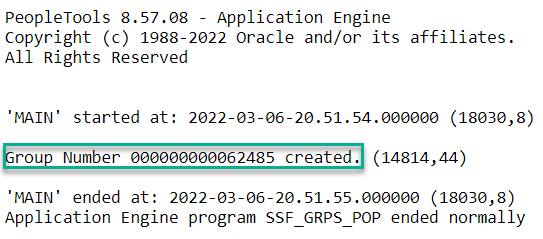 PeopleTools 8.57.08 - Application Engine
Copyright (c) 1988-2022 Oracle and/or its affiliates.
All Rights Reserved
'MAIN' started at: 2022-03-06-20.51.54.000000 (18030,8)
Group Number 000000000062485 created. (14814,44)
'MAIN' ended at: 2022-03-06-20.51.55.000000 (18030,8)
Application Engine program SSF_GRPS_POP ended normally